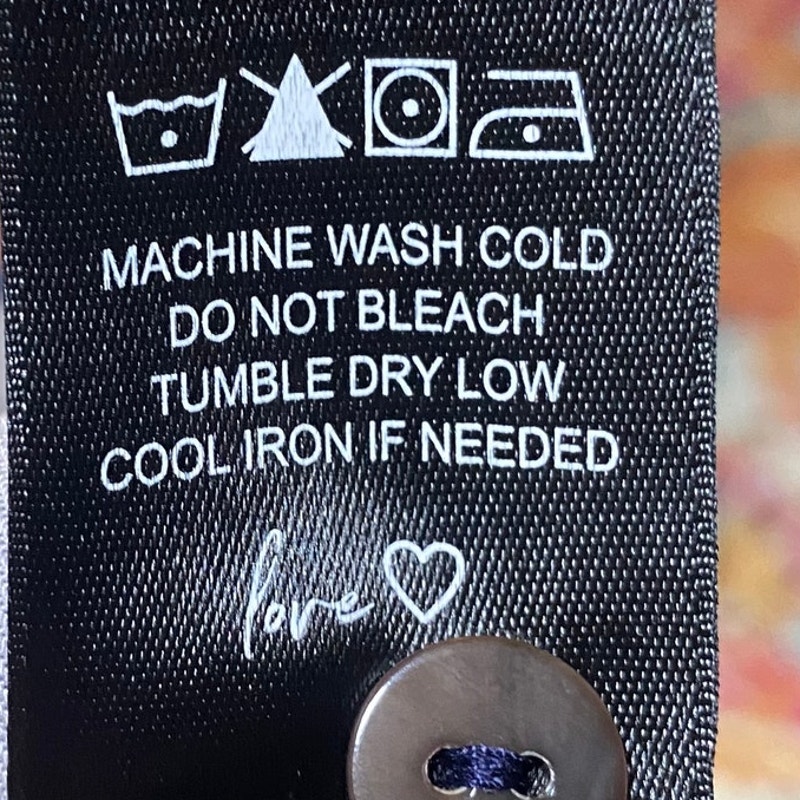 MACHINE WASH COLD
DO NOT BLEACH
TUMBLE DRY LOW
COOL IRON IF NEEDED
love